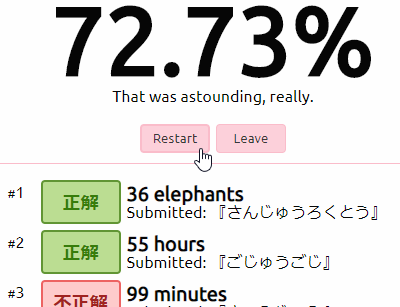 72.73%
That was astounding, really.
Restart Leave
#1 正解 36 elephants
Submitted: 『さんじゅうろくとう』
#2 正解 55 hours
Submitted: 『ごじゅうごじ』
#3 不正解 99 minutes